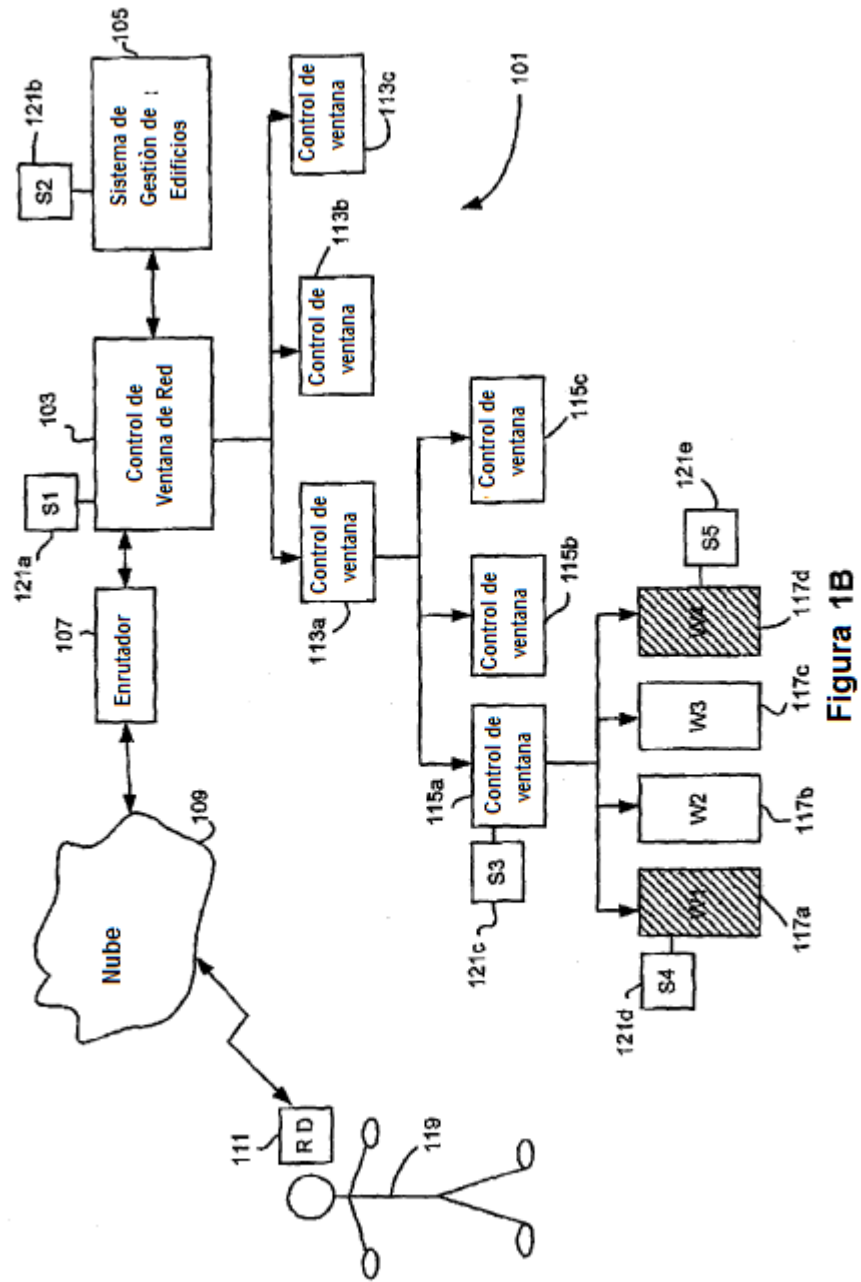 121b
105
S2
Sistema de
Gestiòn de :
Edificios
103
121a
S1
Control de
Ventana de Red
107
Enrutador
109
Nube
111
R D
119
Control de
ventana
113a
Control de
ventana
113b
Control de
ventana
113c
101
115a
Control de
ventana
S3
121c
Control de
ventana
115b
Control de
ventana
115c
121d
S4
W1
117a
W2
117b
W3
117c
W4
117d
S5
121e
Figura 1B